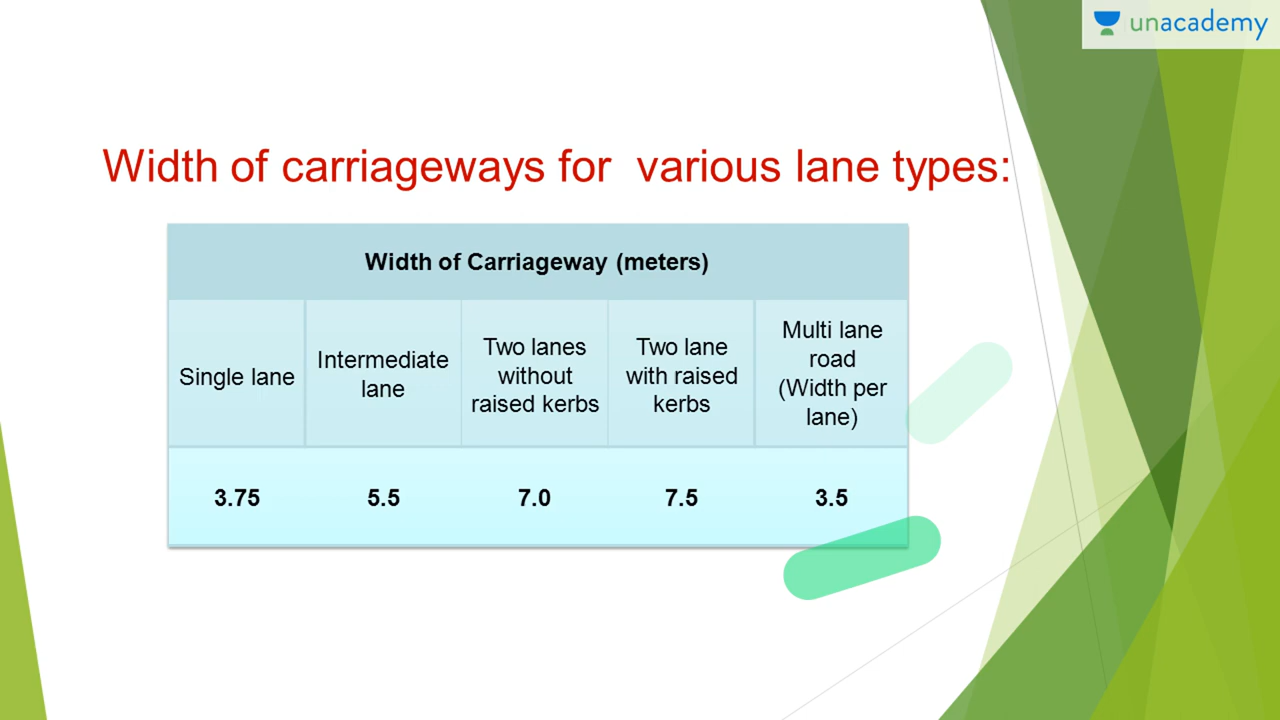 unacademy
Width of carriageways for various lane types:
Width of Carriageway (meters)
Single lane
Intermediate
lane
Two lanes
without
raised kerbs
Two lane
with raised
kerbs
Multi lane
road
(Width per
lane)
3.75
5.5
7.0
7.5
3.5